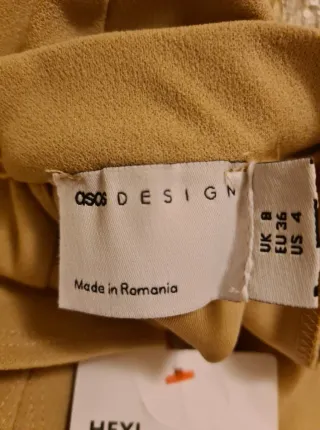 asos DESIGN
Made in Romania
UK 8
EU 36
US 4